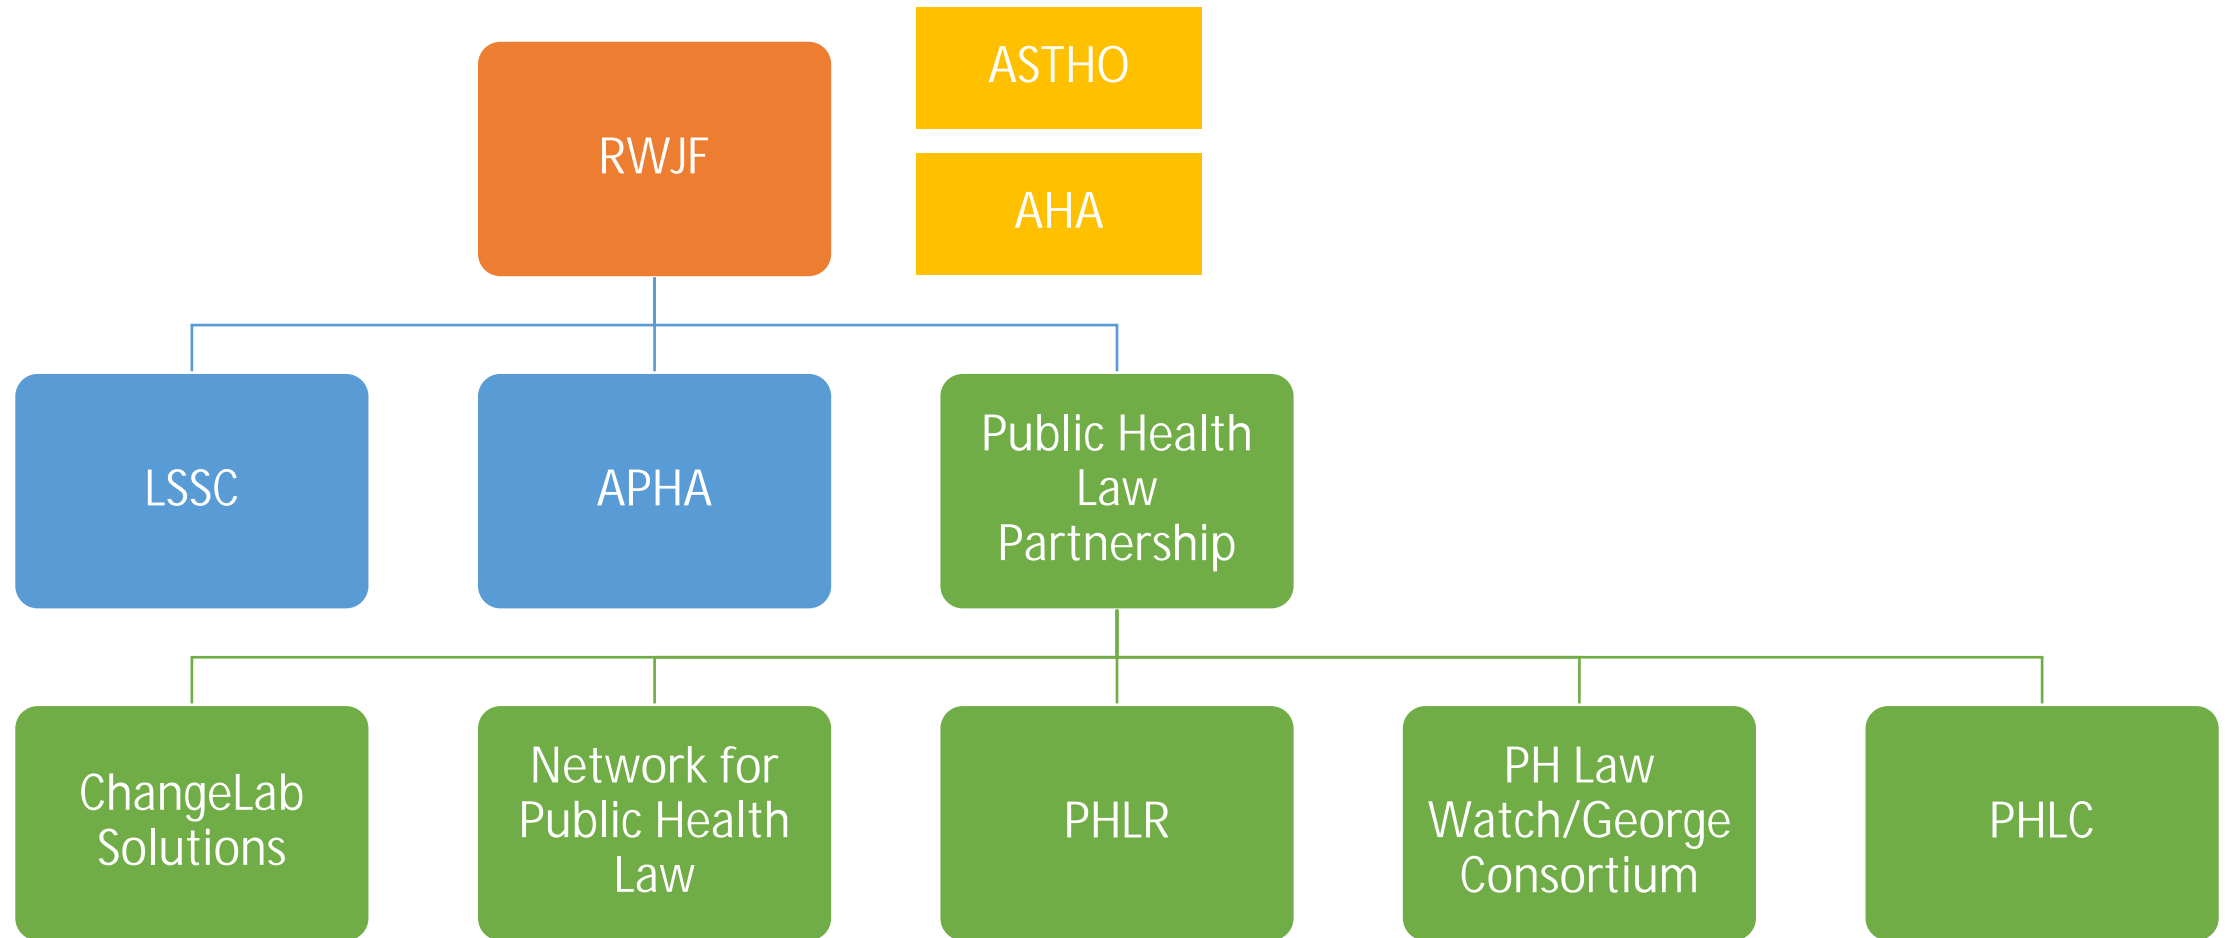 RWJF
ASTHO
AHA
LSSC
APHA
Public Health
Law
Partnership
ChangeLab
Solutions
Network for
Public Health
Law
PHLR
PH Law
Watch/George
Consortium
PHLC